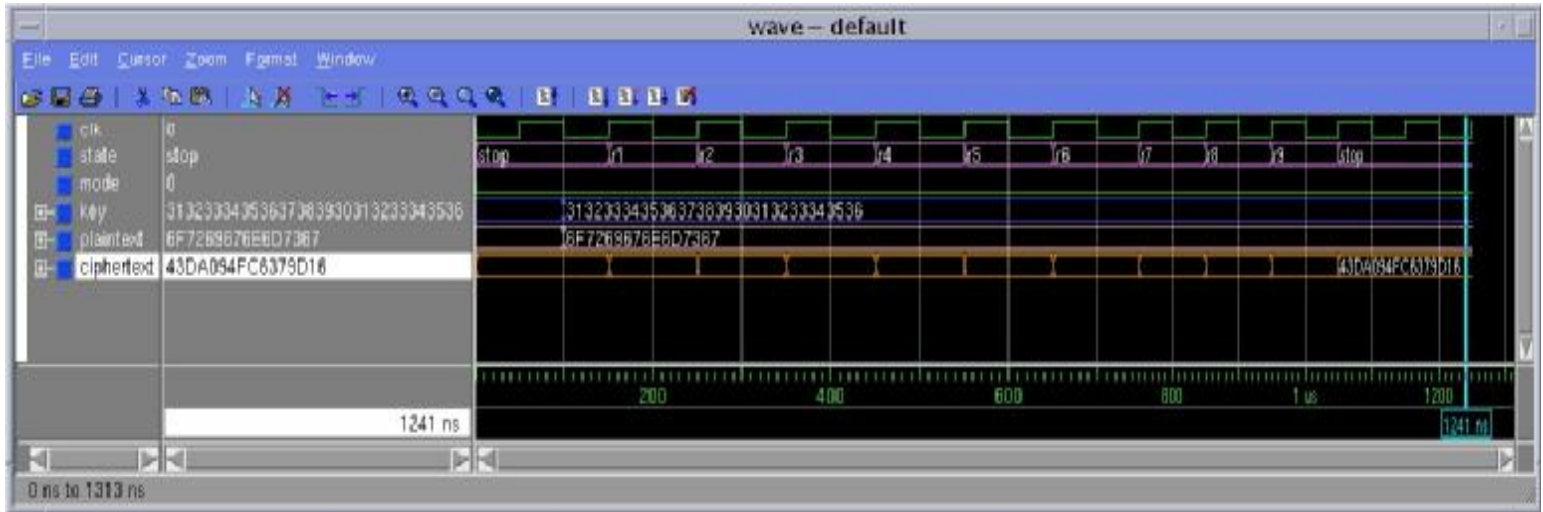 wave – default
File Edit Cursor Zoom Format Window
clk 0
state stop stop r1 r2 r3 r4 r5 r6 r7 r8 r9 stop
mode 0
key 31323334353637383930313233343536 31323334353637383930313233343536
plaintext 6F7269676E6D7367 6F7269676E6D7367
ciphertext 43DA094FC6379D16 43DA094FC6379D16
200 400 600 800 1 us 1200
1241 ns 1241 ns
0 ns to 1313 ns